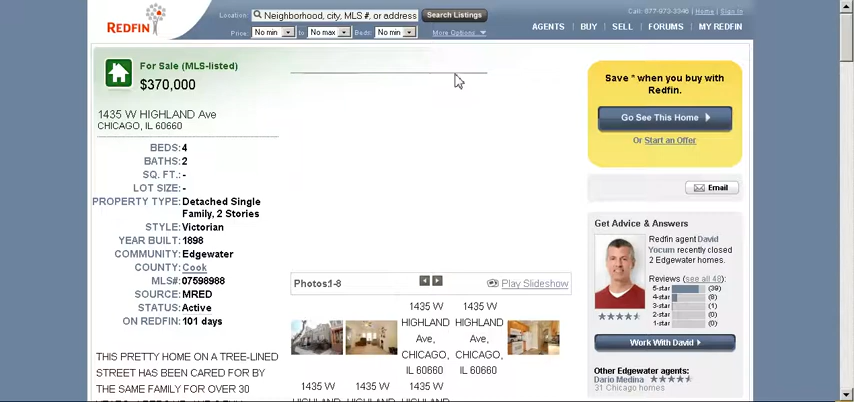 REDFIN
Location: Neighborhood, city, MLS #, or address Search Listings
Price: No min to No max Beds: No min More Options
Call: 877-973-3346 | Home | Sign in
AGENTS BUY SELL FORUMS MY REDFIN
For Sale (MLS-listed)
$370,000
1435 W HIGHLAND Ave
CHICAGO, IL 60660
BEDS: 4
BATHS: 2
SQ. FT.: -
LOT SIZE: -
PROPERTY TYPE: Detached Single
Family, 2 Stories
STYLE: Victorian
YEAR BUILT: 1898
COMMUNITY: Edgewater
COUNTY: Cook
MLS#: 07598988
SOURCE: MRED
STATUS: Active
ON REDFIN: 101 days
THIS PRETTY HOME ON A TREE-LINED
STREET HAS BEEN CARED FOR BY
THE SAME FAMILY FOR OVER 30
Photos:1-8 Play Slideshow
1435 W
HIGHLAND
Ave,
CHICAGO,
IL 60660
1435 W
HIGHLAND
Ave,
CHICAGO,
IL 60660
1435 W 1435 W 1435 W
Save * when you buy with
Redfin.
Go See This Home
Or Start an Offer
Email
Get Advice & Answers
Redfin agent David
Yocum recently closed
2 Edgewater homes.
Reviews (see all 48):
5-star (39)
4-star (8)
3-star (1)
2-star (0)
1-star (0)
Work With David
Other Edgewater agents:
Dario Medina
31 Chicago homes